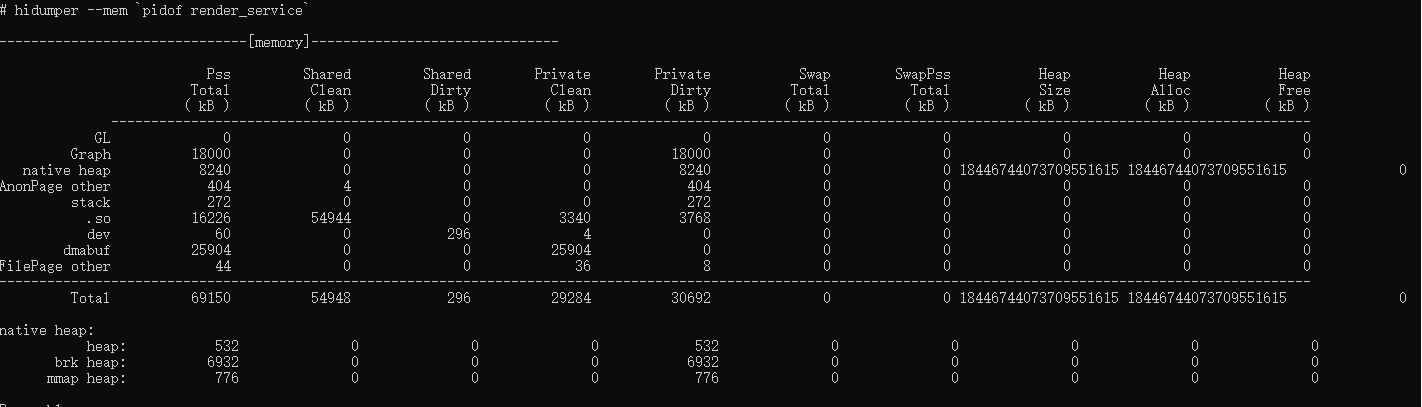 # hidumper --mem `pidof render_service`
-------------------------------[memory]-------------------------------
Pss Shared Shared Private Private Swap SwapPss Heap Heap Heap
Total Clean Dirty Clean Dirty Total Total Size Alloc Free
( kB ) ( kB ) ( kB ) ( kB ) ( kB ) ( kB ) ( kB ) ( kB ) ( kB ) ( kB )
------------------------------------------------------------------------------------------------------------------------------------------------------
GL 0 0 0 0 0 0 0 0 0 0
Graph 18000 0 0 0 18000 0 0 0 0 0
native heap 8240 0 0 0 8240 0 0 18446744073709551615 18446744073709551615 0
AnonPage other 404 4 0 0 404 0 0 0 0 0
stack 272 0 0 0 272 0 0 0 0 0
.so 16226 54944 0 3340 3768 0 0 0 0 0
dev 60 0 296 4 0 0 0 0 0 0
dmabuf 25904 0 0 25904 0 0 0 0 0 0
FilePage other 44 0 0 36 8 0 0 0 0 0
--------------------------------------------------------------------------------------------------------------------------------------------------------------------
Total 69150 54948 296 29284 30692 0 0 18446744073709551615 18446744073709551615 0
native heap:
heap: 532 0 0 0 532 0 0 0 0 0
brk heap: 6932 0 0 0 6932 0 0 0 0 0
mmap heap: 776 0 0 0 776 0 0 0 0 0